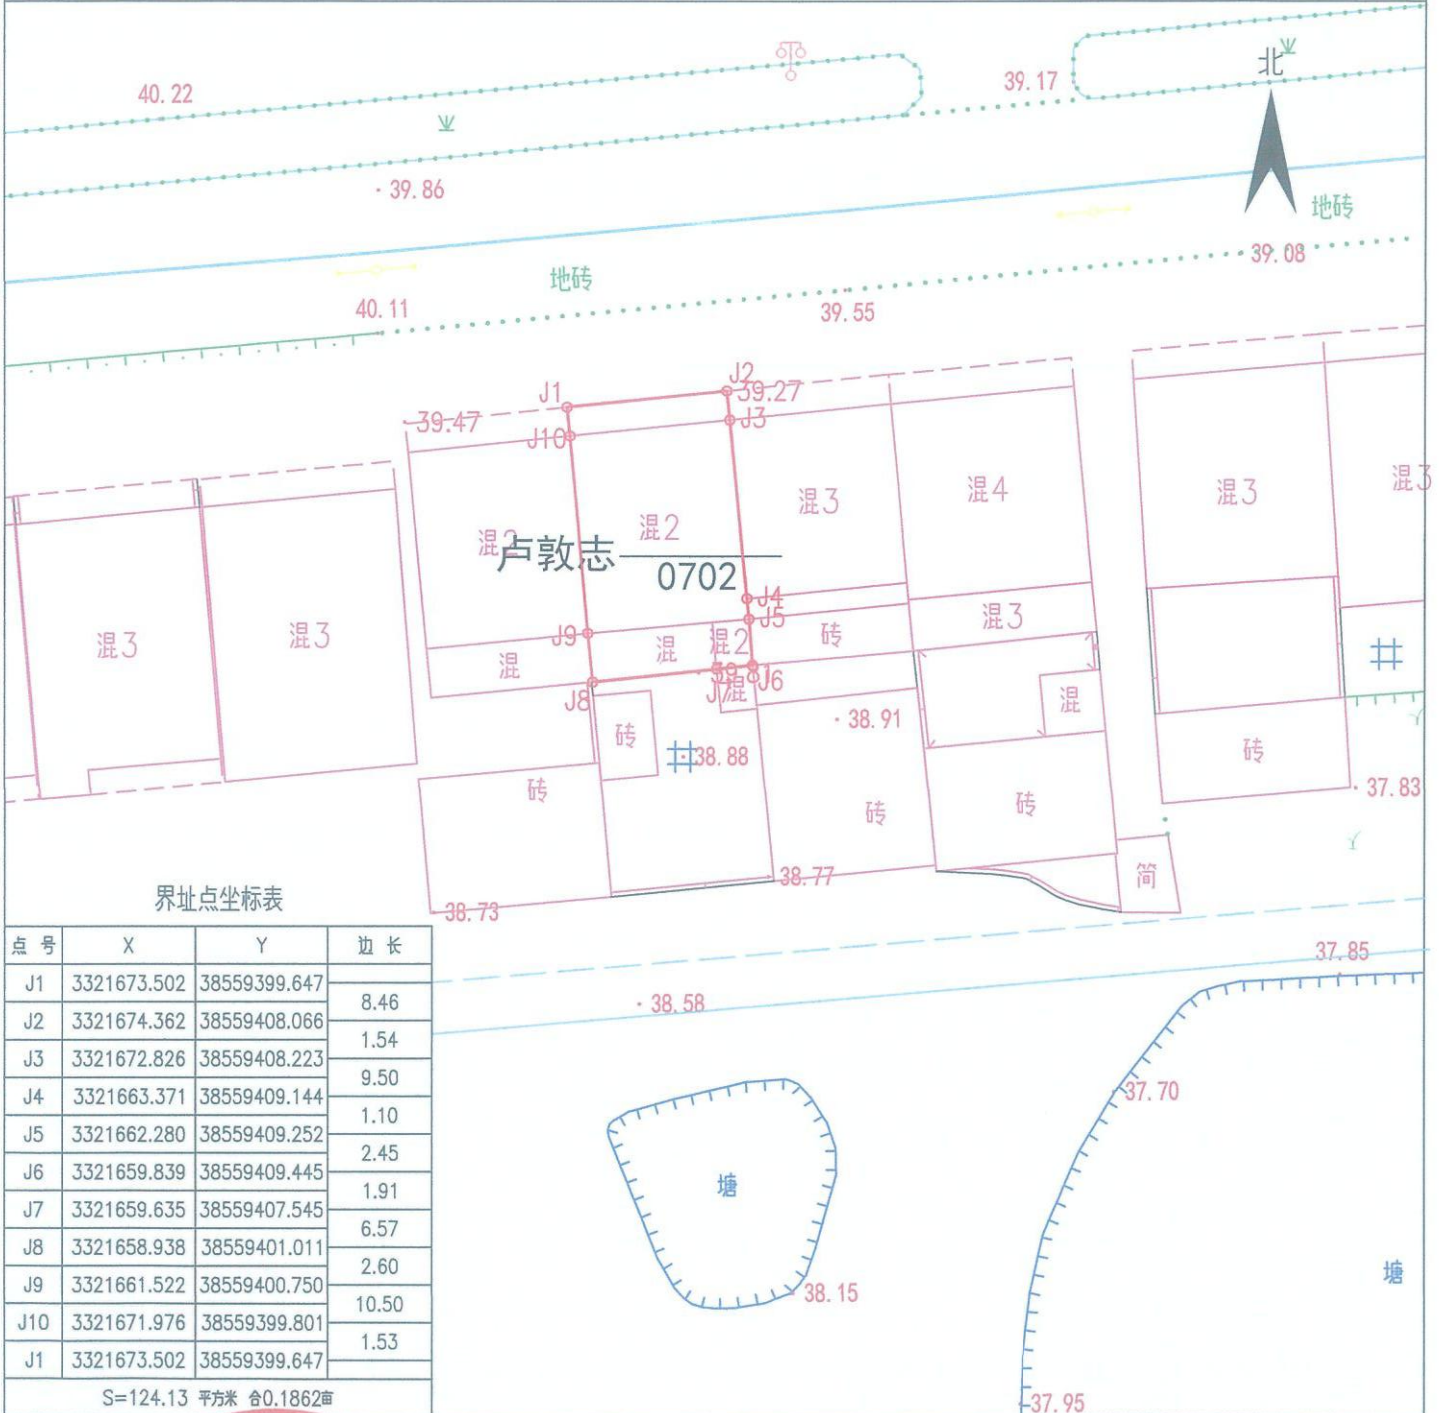 北
40.22
39.17
39.86
地砖
39.08
地砖
40.11
39.55
J1
J2
39.27
39.47
J10
J3
混3
混4
混3
混3
混2
混2
卢敦志
0702
J4
J5
混3
混3
混3
J9
混
混
混2
砖
J8
J7
混
J6
混
38.91
砖
38.88
砖
砖
37.83
砖
砖
38.77
简
38.73
37.85
38.58
37.70
塘
塘
38.15
37.95
界址点坐标表
点 号 X Y 边 长
J1 3321673.502 38559399.647
8.46
J2 3321674.362 38559408.066
1.54
J3 3321672.826 38559408.223
9.50
J4 3321663.371 38559409.144
1.10
J5 3321662.280 38559409.252
2.45
J6 3321659.839 38559409.445
1.91
J7 3321659.635 38559407.545
6.57
J8 3321658.938 38559401.011
2.60
J9 3321661.522 38559400.750
10.50
J10 3321671.976 38559399.801
1.53
J1 3321673.502 38559399.647
S=124.13 平方米 合0.1862亩